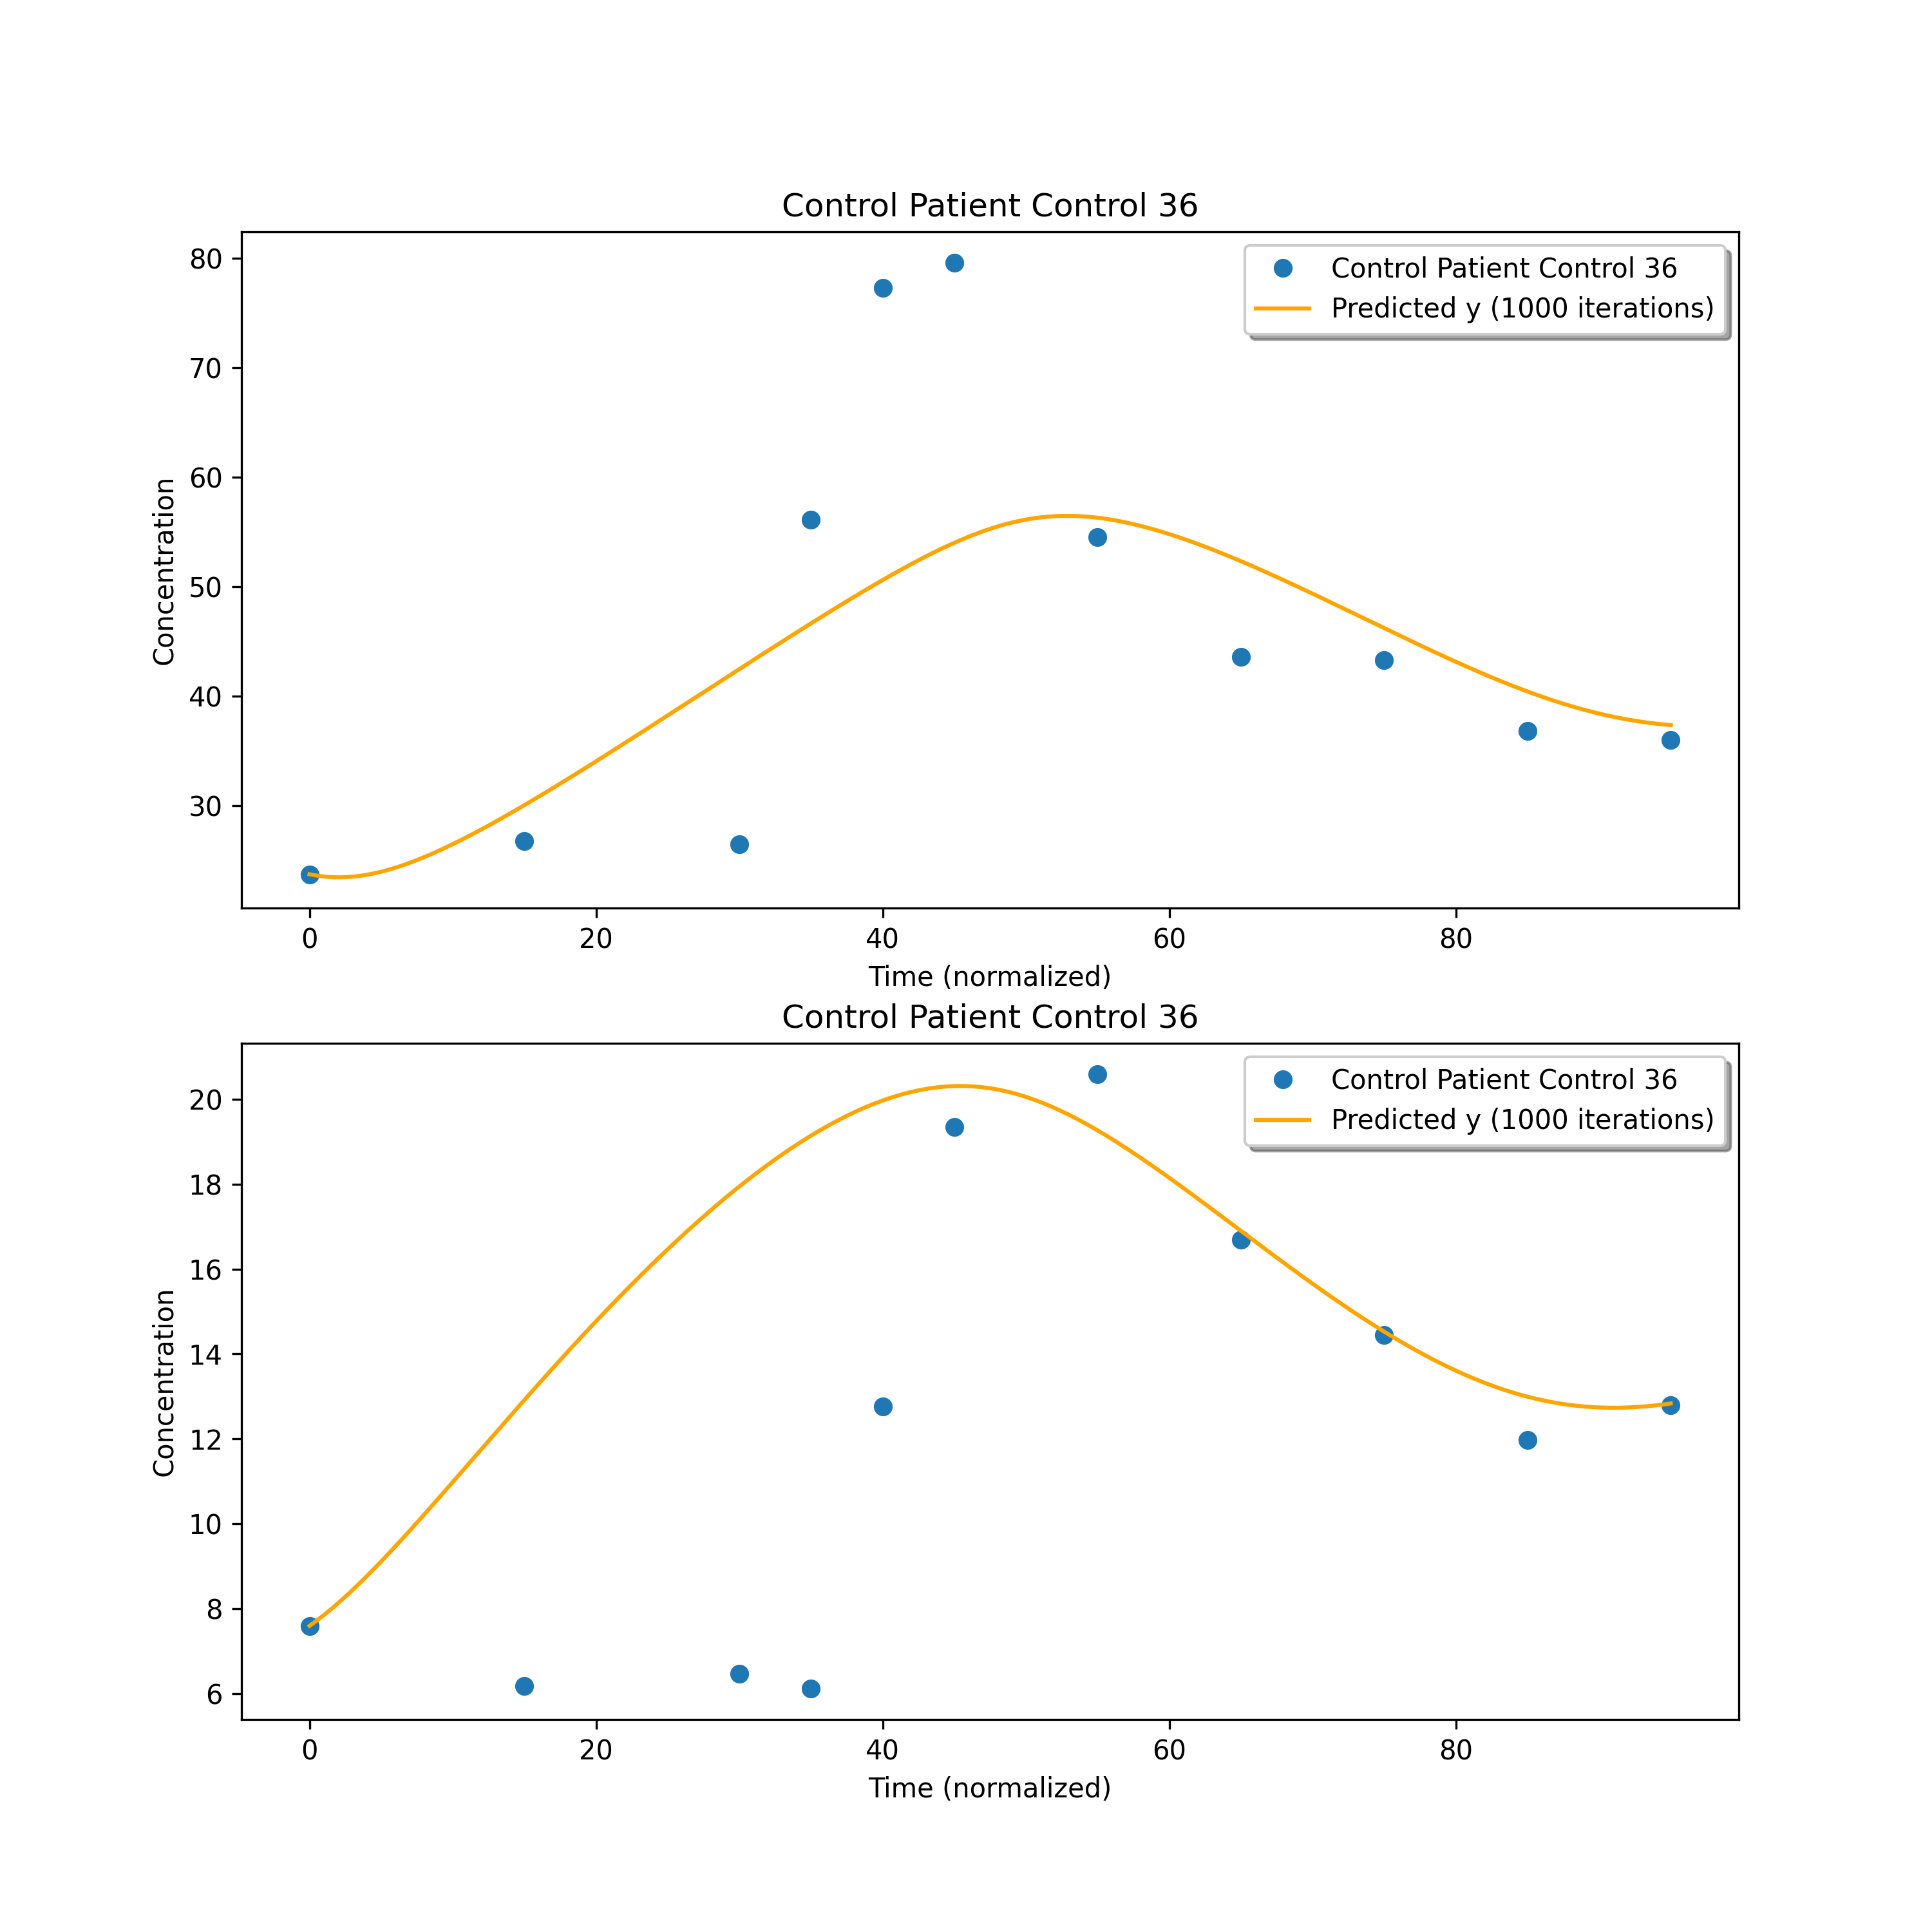 Control Patient Control 36
Control Patient Control 36
Predicted y (1000 iterations)
80
70
60
50
40
30
Concentration
0 20 40 60 80
Time (normalized)
Control Patient Control 36
Control Patient Control 36
Predicted y (1000 iterations)
20
18
16
14
12
10
8
6
Concentration
0 20 40 60 80
Time (normalized)